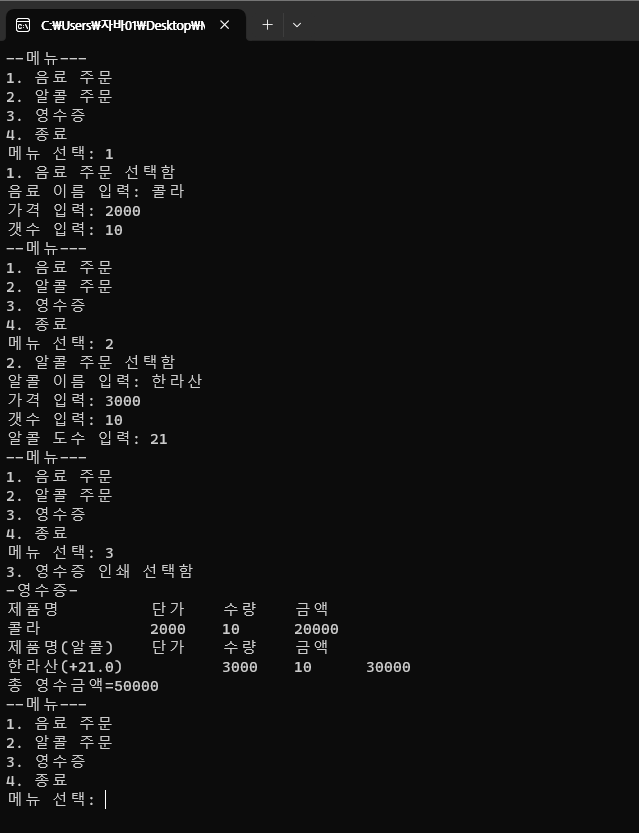 C:\Users\자바01\Desktop\M
--메뉴---
1. 음료 주문
2. 알콜 주문
3. 영수증
4. 종료
메뉴 선택: 1
1. 음료 주문 선택함
음료 이름 입력: 콜라
가격 입력: 2000
갯수 입력: 10
--메뉴---
1. 음료 주문
2. 알콜 주문
3. 영수증
4. 종료
메뉴 선택: 2
2. 알콜 주문 선택함
알콜 이름 입력: 한라산
가격 입력: 3000
갯수 입력: 10
알콜 도수 입력: 21
--메뉴---
1. 음료 주문
2. 알콜 주문
3. 영수증
4. 종료
메뉴 선택: 3
3. 영수증 인쇄 선택함
-영수증-
제품명 단가 수량 금액
콜라 2000 10 20000
제품명(알콜) 단가 수량 금액
한라산(+21.0) 3000 10 30000
총 영수금액=50000
--메뉴---
1. 음료 주문
2. 알콜 주문
3. 영수증
4. 종료
메뉴 선택: